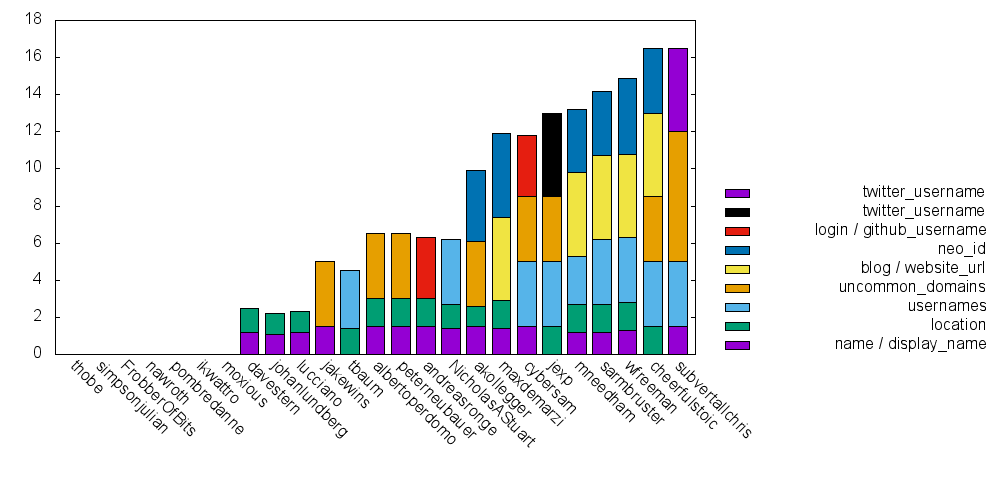 18
16
14
12
10
8
6
4
2
0
twitter_username
twitter_username
login / github_username
neo_id
blog / website_url
uncommon_domains
usernames
location
name / display_name
thobe
simpsonjulian
FrobberOfBits
nawroth
pombredanne
ikwattro
moxious
davestern
johanlundberg
lucciano
jakewins
tbaum
albertoperdomo
peterneubauer
andreasronge
NicholasAStuart
akollegger
maxdemarzi
cybersam
jexp
mneedham
sarmbruster
wfreeman
cheerfulstoic
subvertallchris